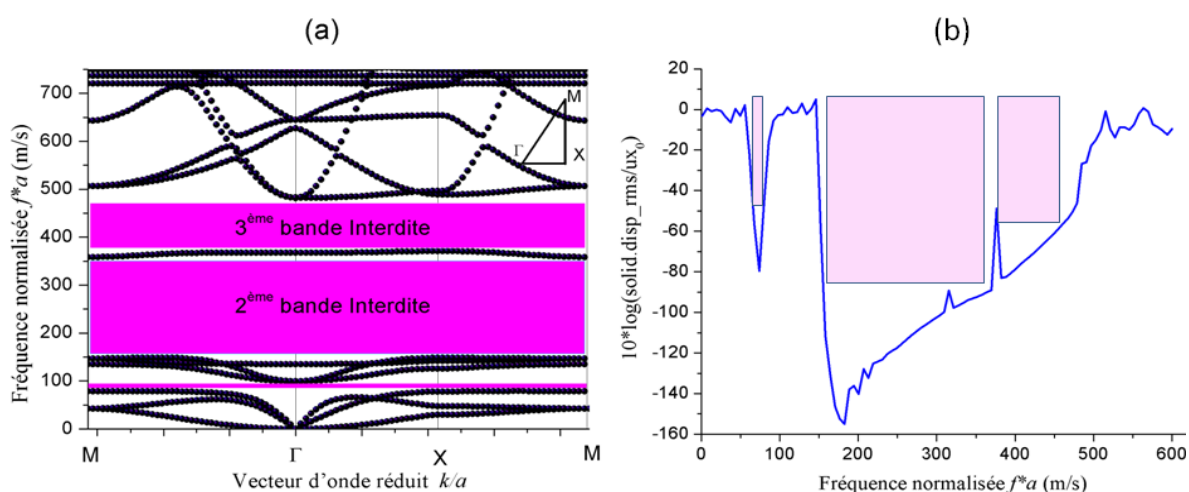 (a)
(b)
Fréquence normalisée f*a (m/s)
700
600
500
400
300
200
100
0
M
Γ
X
3ème bande Interdite
2ème bande Interdite
M
Γ
X
M
Vecteur d'onde réduit k/a
10*log(solid.disp_rms/ux0)
20
0
-20
-40
-60
-80
-100
-120
-140
-160
0
100
200
300
400
500
600
Fréquence normalisée f*a (m/s)